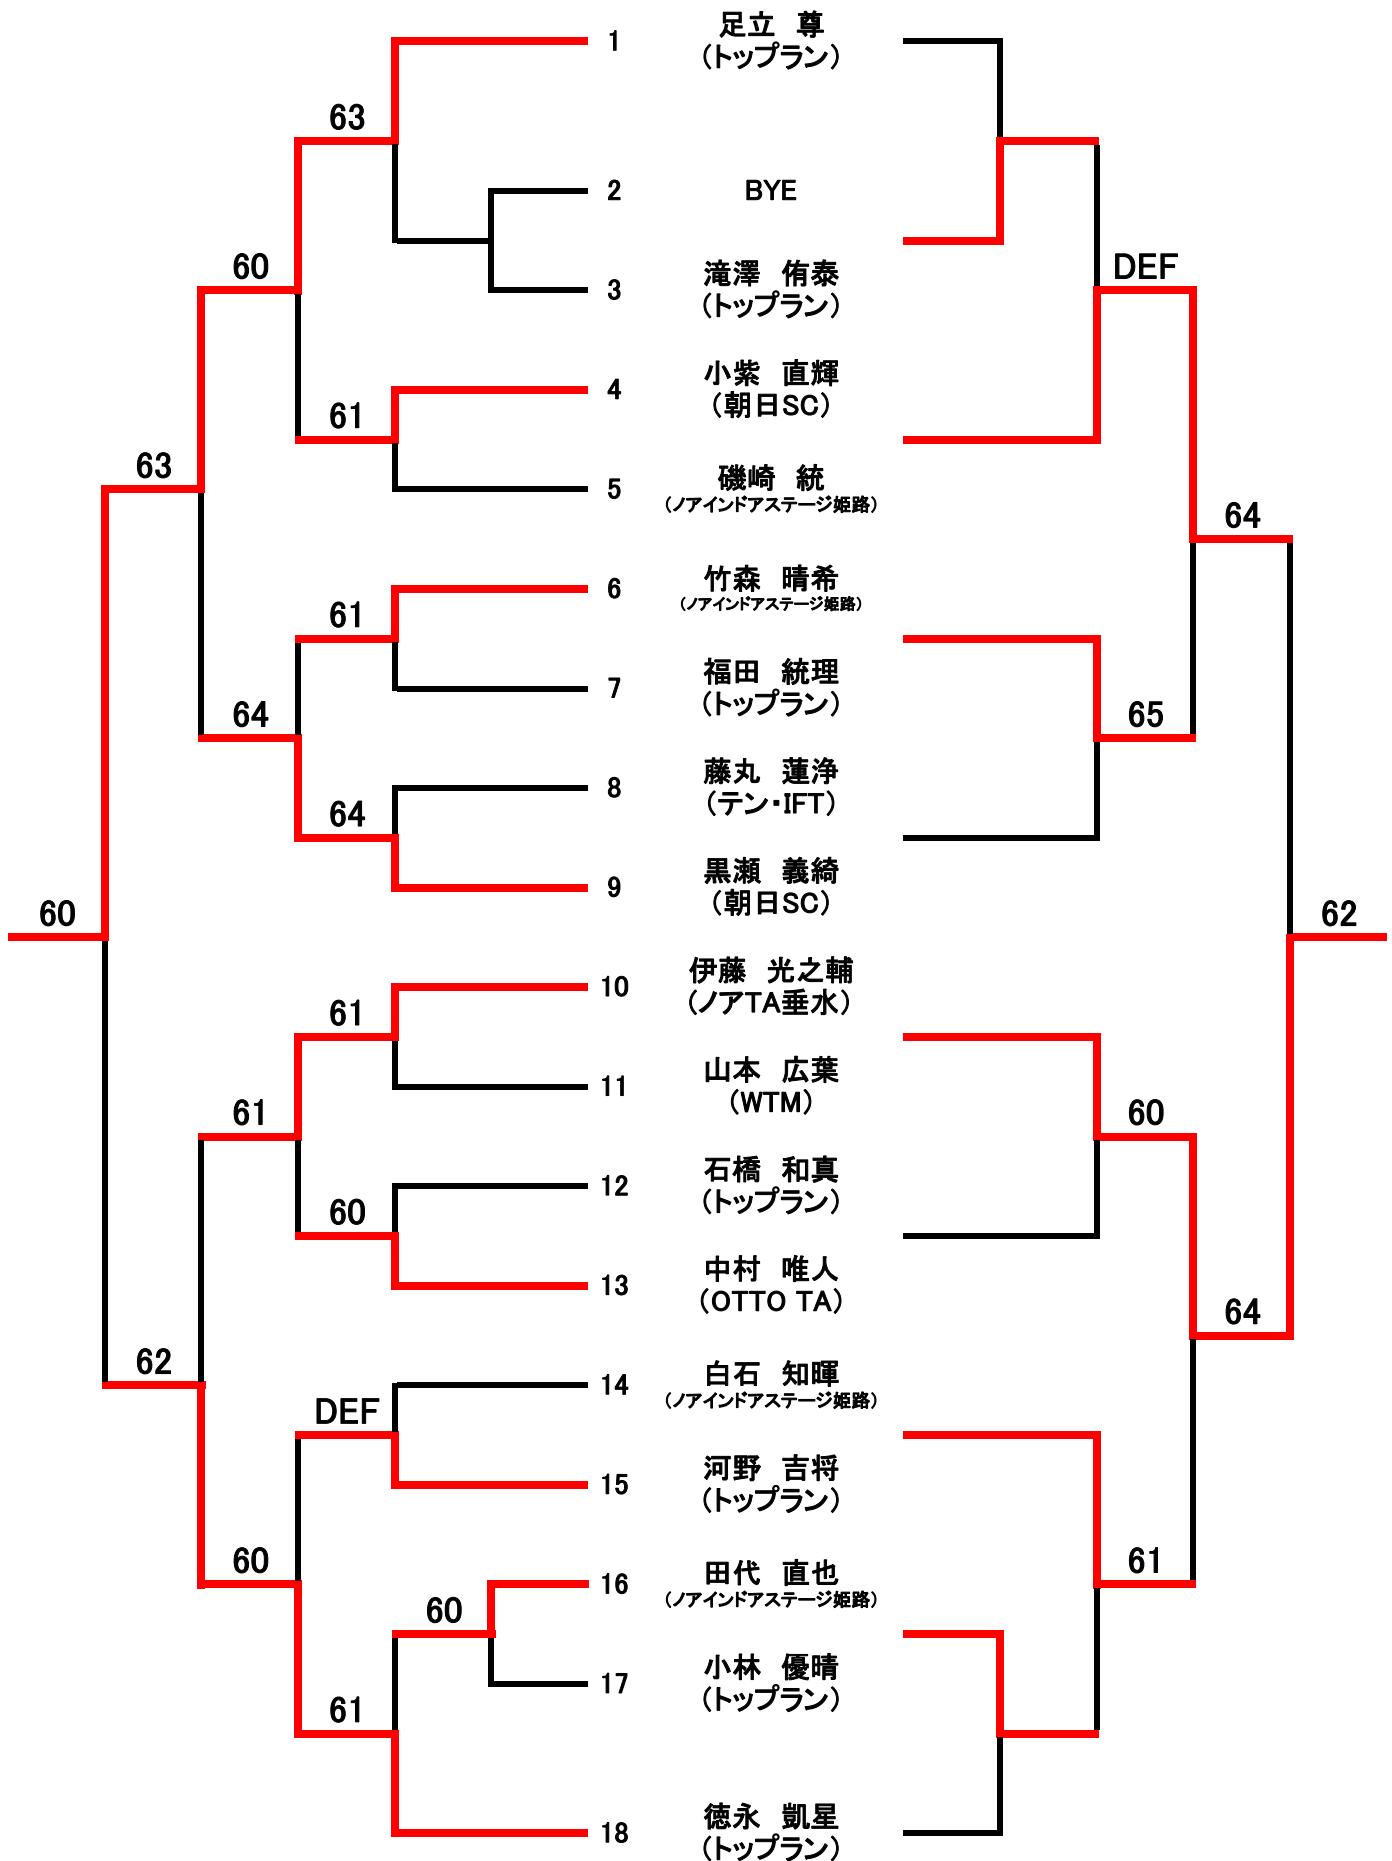 足立 尊
1
(トップラン)
63
2 BYE
60 DEF
滝澤 侑泰
3
(トップラン)
小紫 直輝
4
(朝日SC)
61
63
磯崎 統
5
(ノアインドアステージ姫路)
64
竹森 晴希
6
(ノアインドアステージ姫路)
61
福田 統理
7
(トップラン)
64 65
藤丸 蓮浄
8
(テン・IFT)
64
黒瀬 義綺
9
(朝日SC)
60 62
伊藤 光之輔
10
(ノアTA垂水)
61
山本 広葉
11
(WTM)
61 60
石橋 和真
12
(トップラン)
60
中村 唯人
13
(OTTO TA)
64
62
白石 知暉
14
(ノアインドアステージ姫路)
DEF
河野 吉将
15
(トップラン)
60 61
田代 直也
16
(ノアインドアステージ姫路)
60
小林 優晴
17
(トップラン)
61
徳永 凱星
18
(トップラン)